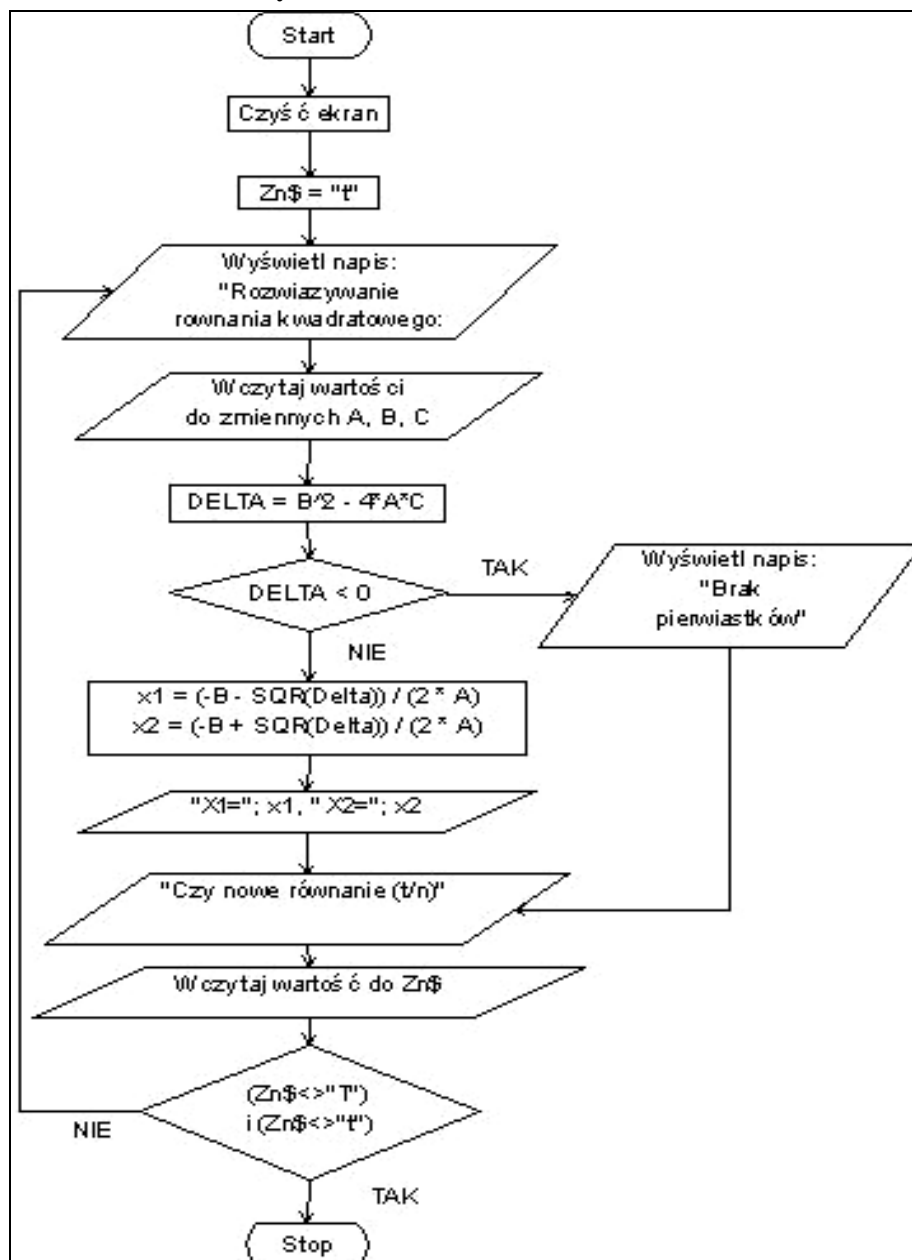 Start
Czyść ekran
Zn$ = "t"
Wyświetl napis:
"Rozwiazywanie
rownania kwadratowego:
Wczytaj wartości
do zmiennych A, B, C
DELTA = B^2 - 4*A*C
DELTA < 0
TAK
Wyświetl napis:
"Brak
pierwiastków"
NIE
x1 = (-B - SQR(Delta)) / (2 * A)
x2 = (-B + SQR(Delta)) / (2 * A)
"X1="; x1, " X2="; x2
"Czy nowe równanie (t/n)"
Wczytaj wartość do Zn$
(Zn$<>"T")
i (Zn$<>"t")
NIE
TAK
Stop